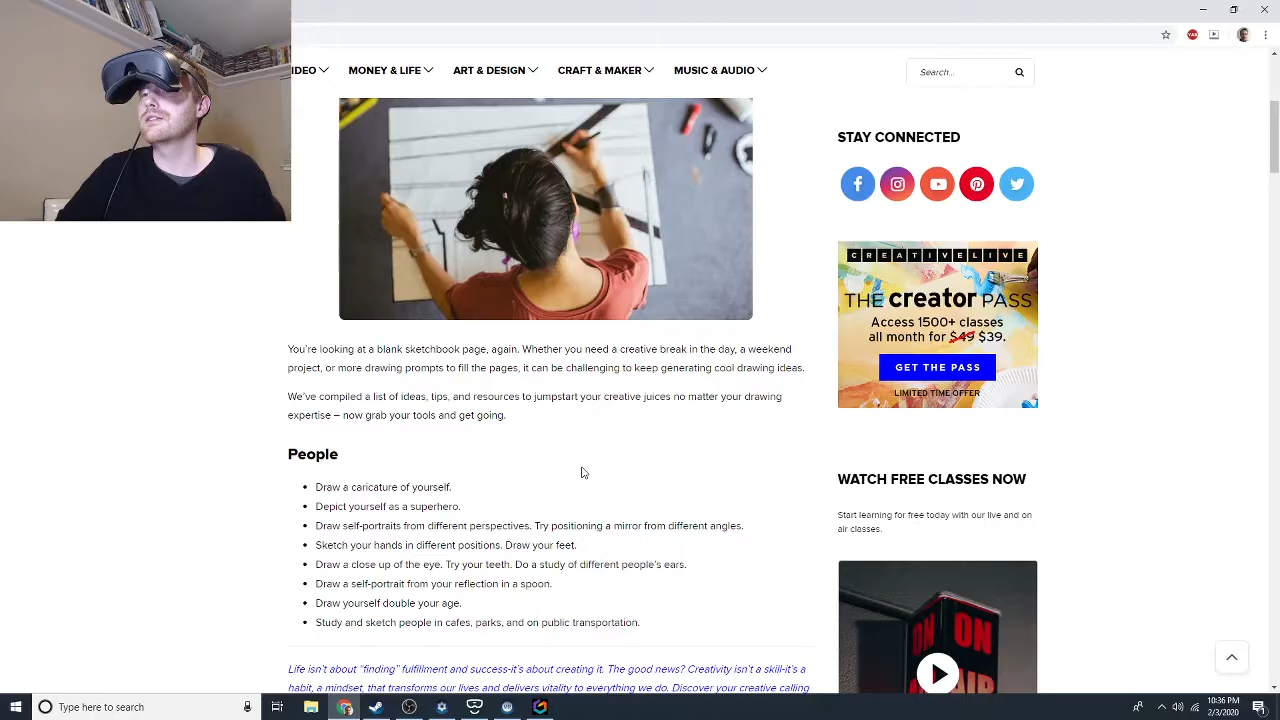 IDEO
MONEY & LIFE
ART & DESIGN
CRAFT & MAKER
MUSIC & AUDIO
Search...
STAY CONNECTED
CREATIVELIVE
THE creator PASS
Access 1500+ classes
all month for $49 $39.
GET THE PASS
LIMITED TIME OFFER
You're looking at a blank sketchbook page, again. Whether you need a creative break in the day, a weekend
project, or more drawing prompts to fill the pages, it can be challenging to keep generating new ideas.
We've compiled a list of ideas, tips, and resources to jumpstart your creative juices no matter your drawing
expertise – now grab your tools and get going.
People
• Draw a caricature of yourself.
• Depict yourself as a superhero.
• Draw self-portraits from different perspectives. Try positioning a mirror from different angles.
• Sketch your hands in different positions. Draw your feet.
• Draw a close up of the eye. Try your teeth. Do a study of different people's ears.
• Draw a self-portrait from your reflection in a spoon.
• Draw yourself double your age.
• Study and sketch people in cafes, parks, and on public transportation.
Life isn't about "finding" fulfillment and success-it's about creating it. The good news? Creativity isn't a skill-it's a
habit, a mindset, that transforms our lives and delivers vitality to everything we do. Discover your creative calling
WATCH FREE CLASSES NOW
Start learning for free today with our live and on
air classes.
ON
ON
AIR
Type here to search
10:36 PM
2/3/2020